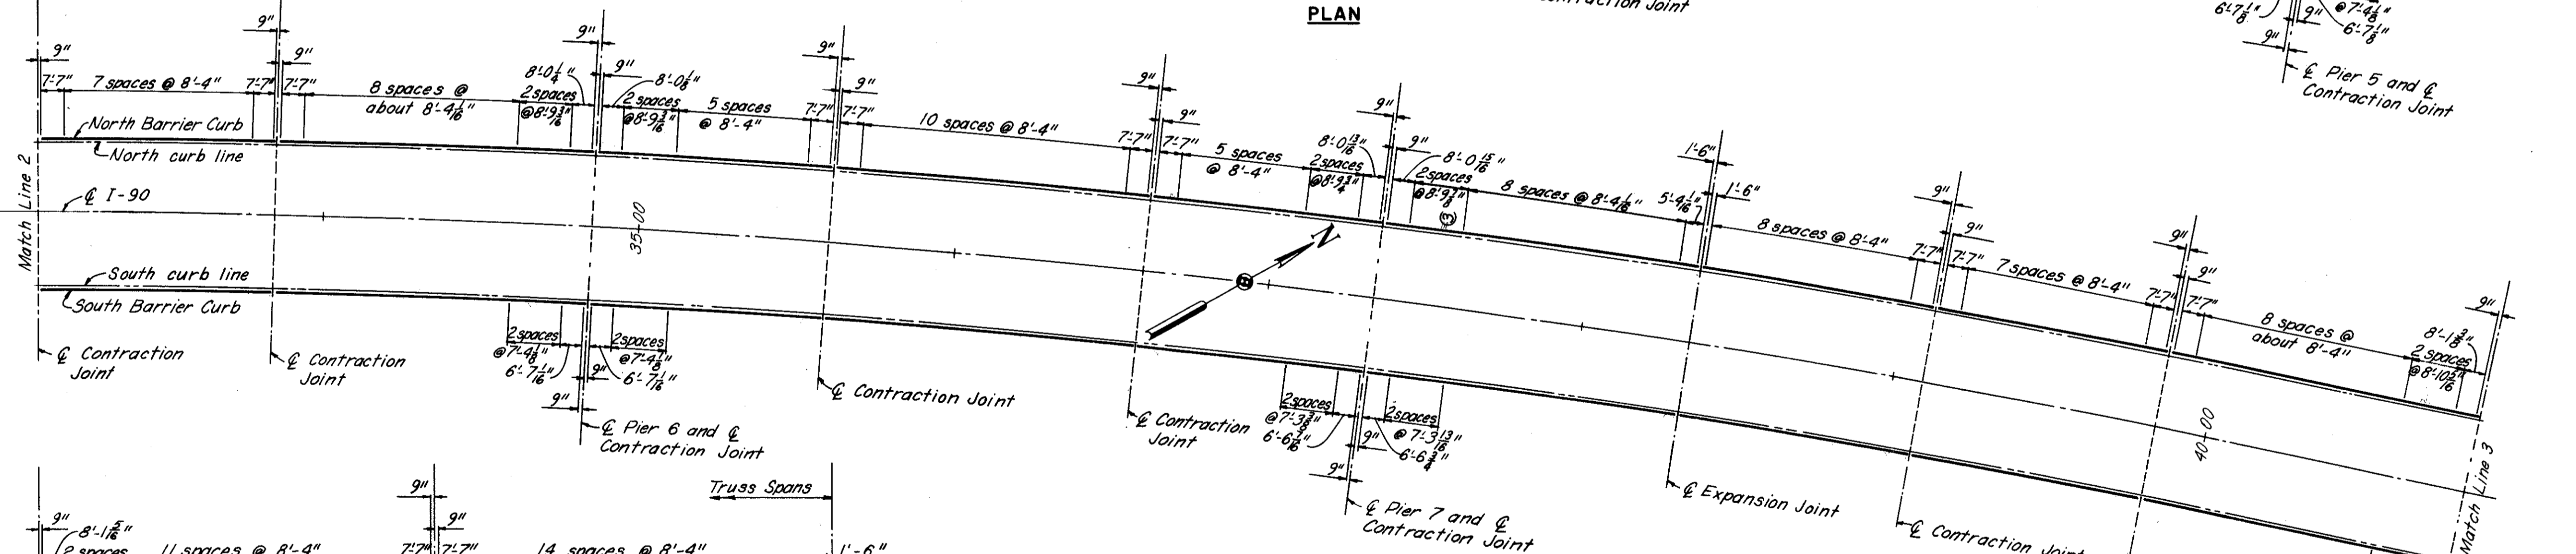 PLAN
Contraction Joint
6'-7 1/8"
9"
@7'-4 1/8"
6'-7 1/8"
9"
℄ Pier 5 and ℄
Contraction Joint
9"
9"
9"
9"
9"
9"
9"
9"
9"
9"
9"
7'-7"
7 spaces @ 8'-4"
7'-7"
7'-7"
8 spaces @
about 8'-4 1/16"
2 spaces
@8'-9 3/16"
8'-0 1/4"
8'-0 1/8"
2 spaces
@8'-9 3/16"
5 spaces
@ 8'-4"
7'-7"
7'-7"
10 spaces @ 8'-4"
7'-7"
7'-7"
5 spaces
@ 8'-4"
8'-0 13/16"
2 spaces
@8'-9 3/4"
8'-0 15/16"
2 spaces
@8'-9 7/8"
3
8 spaces @ 8'-4 1/16"
5'-4 1/16"
1'-6"
1'-6"
8 spaces @ 8'-4"
7'-7"
7'-7"
9"
9"
7 spaces @ 8'-4"
7'-7"
7'-7"
9"
9"
8 spaces @
about 8'-4"
8'-1 3/8"
2 spaces
@8'-10 5/16"
9"
North Barrier Curb
North curb line
Match Line 2
℄ I-90
35-00
N
South curb line
South Barrier Curb
℄ Contraction
Joint
℄ Contraction
Joint
2 spaces
@7'-4 1/8"
6'-7 1/16"
9"
9"
2 spaces
@7'-4 1/8"
6'-7 1/16"
℄ Pier 6 and ℄
Contraction Joint
℄ Contraction Joint
℄ Contraction
Joint
2 spaces
@7'-3 3/8"
6'-6 7/16"
9"
9"
2 spaces
@7'-3 13/16"
6'-6 3/4"
℄ Pier 7 and ℄
Contraction Joint
℄ Expansion Joint
℄ Contraction Joint
40-00
Match Line 3
Truss Spans
9"
8'-1 5/16"
2 spaces
11 spaces @ 8'-4"
9"
9"
7'-7"
7'-7"
14 spaces @ 8'-4"
1'-6"